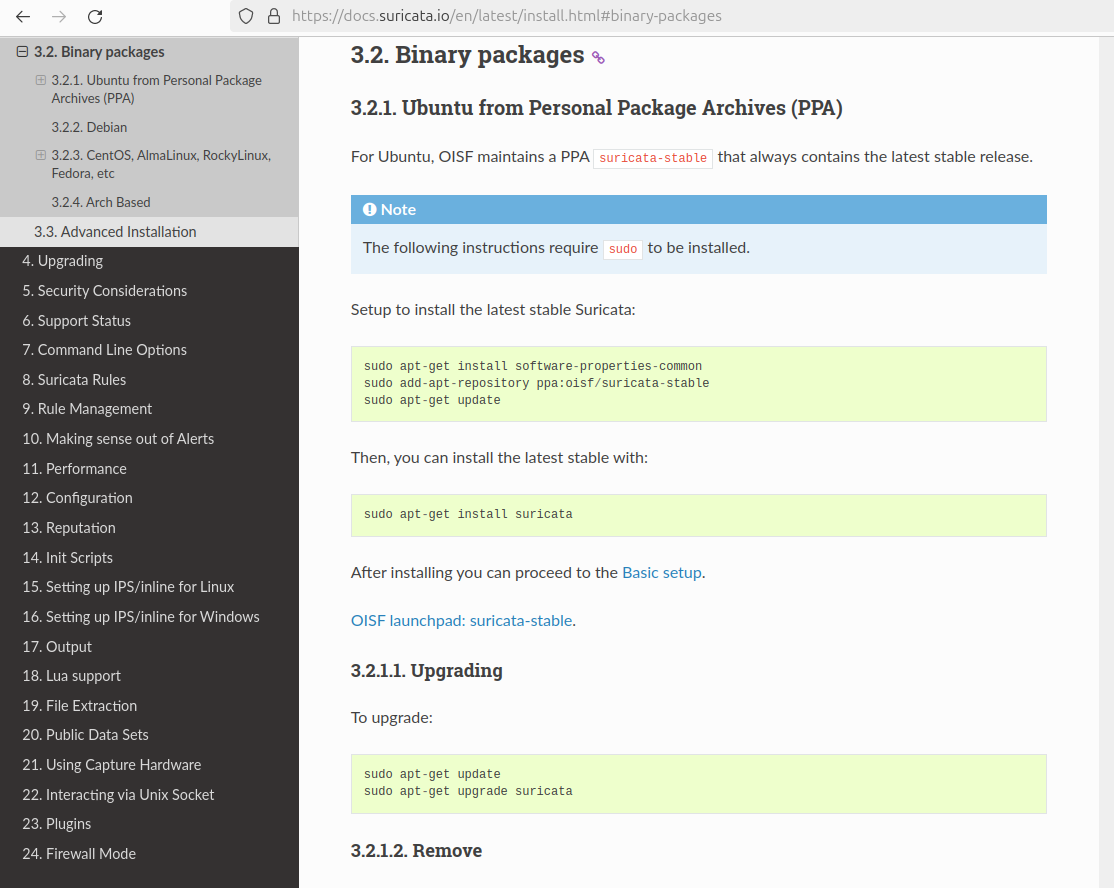 https://docs.suricata.io/en/latest/install.html#binary-packages
3.2. Binary packages
3.2.1. Ubuntu from Personal Package
Archives (PPA)
3.2.2. Debian
3.2.3. CentOS, AlmaLinux, RockyLinux,
Fedora, etc
3.2.4. Arch Based
3.3. Advanced Installation
4. Upgrading
5. Security Considerations
6. Support Status
7. Command Line Options
8. Suricata Rules
9. Rule Management
10. Making sense out of Alerts
11. Performance
12. Configuration
13. Reputation
14. Init Scripts
15. Setting up IPS/inline for Linux
16. Setting up IPS/inline for Windows
17. Output
18. Lua support
19. File Extraction
20. Public Data Sets
21. Using Capture Hardware
22. Interacting via Unix Socket
23. Plugins
24. Firewall Mode
3.2. Binary packages
3.2.1. Ubuntu from Personal Package Archives (PPA)
For Ubuntu, OISF maintains a PPA suricata-stable that always contains the latest stable release.
Note
The following instructions require sudo to be installed.
Setup to install the latest stable Suricata:
sudo apt-get install software-properties-common
sudo add-apt-repository ppa:oisf/suricata-stable
sudo apt-get update
Then, you can install the latest stable with:
sudo apt-get install suricata
After installing you can proceed to the Basic setup.
OISF launchpad: suricata-stable.
3.2.1.1. Upgrading
To upgrade:
sudo apt-get update
sudo apt-get upgrade suricata
3.2.1.2. Remove